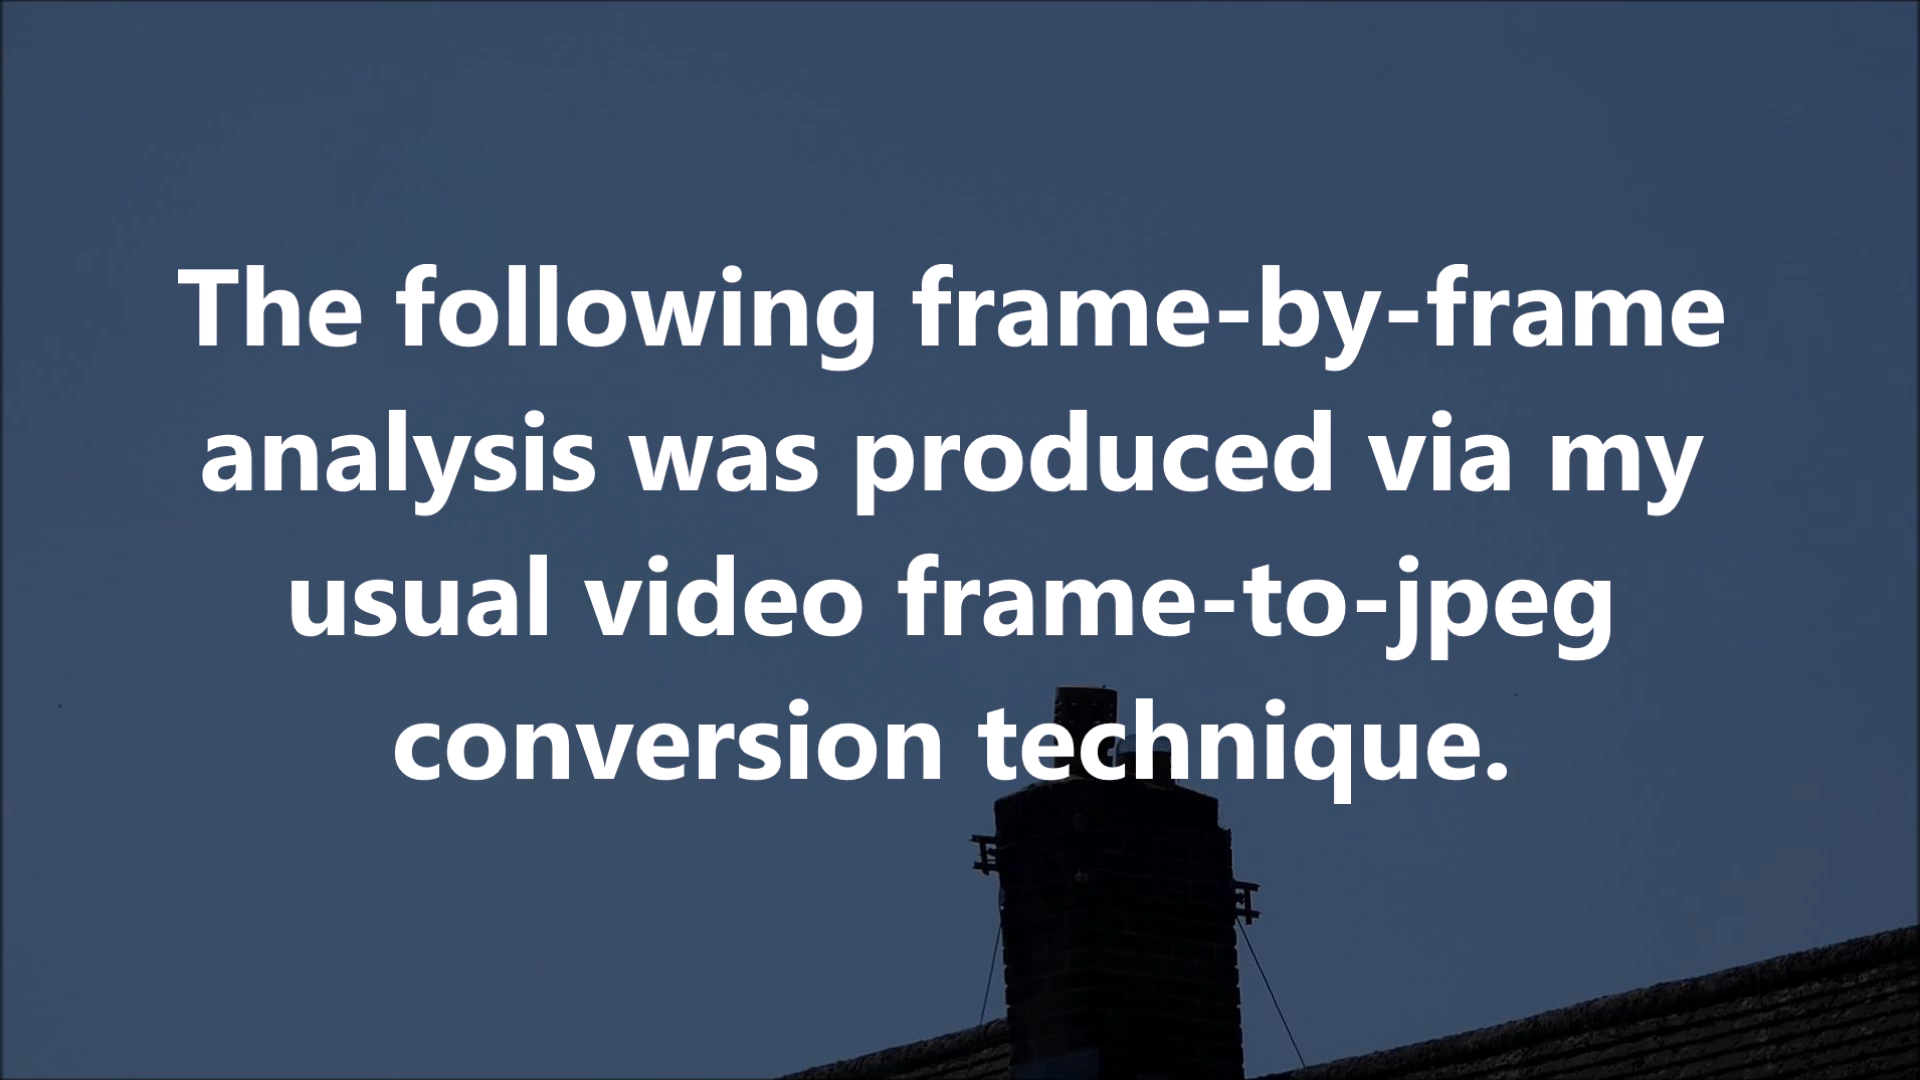 The following frame-by-frame
analysis was produced via my
usual video frame-to-jpeg
conversion technique.